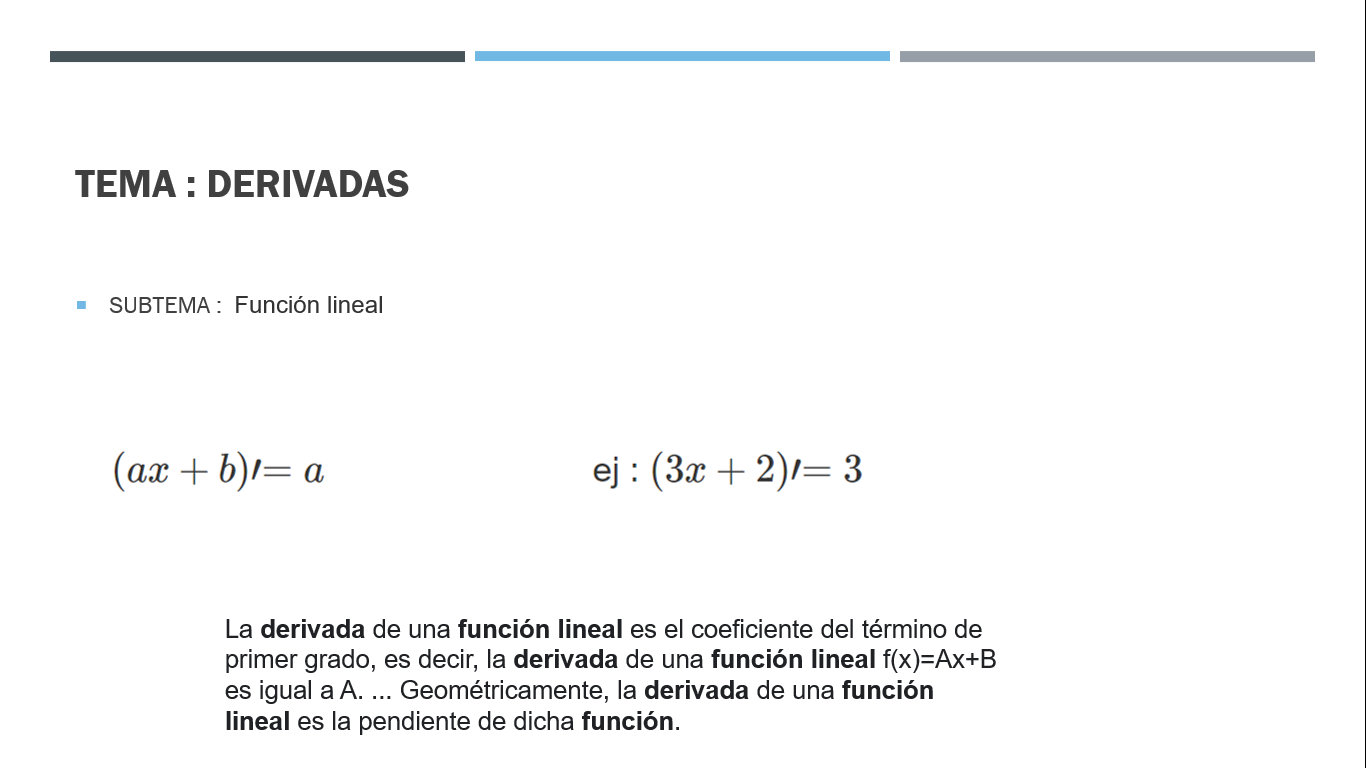 TEMA : DERIVADAS
SUBTEMA : Función lineal
(ax + b)′= a
ej : (3x + 2)′= 3
La derivada de una función lineal es el coeficiente del término de
primer grado, es decir, la derivada de una función lineal f(x)=Ax+B
es igual a A. ... Geométricamente, la derivada de una función
lineal es la pendiente de dicha función.